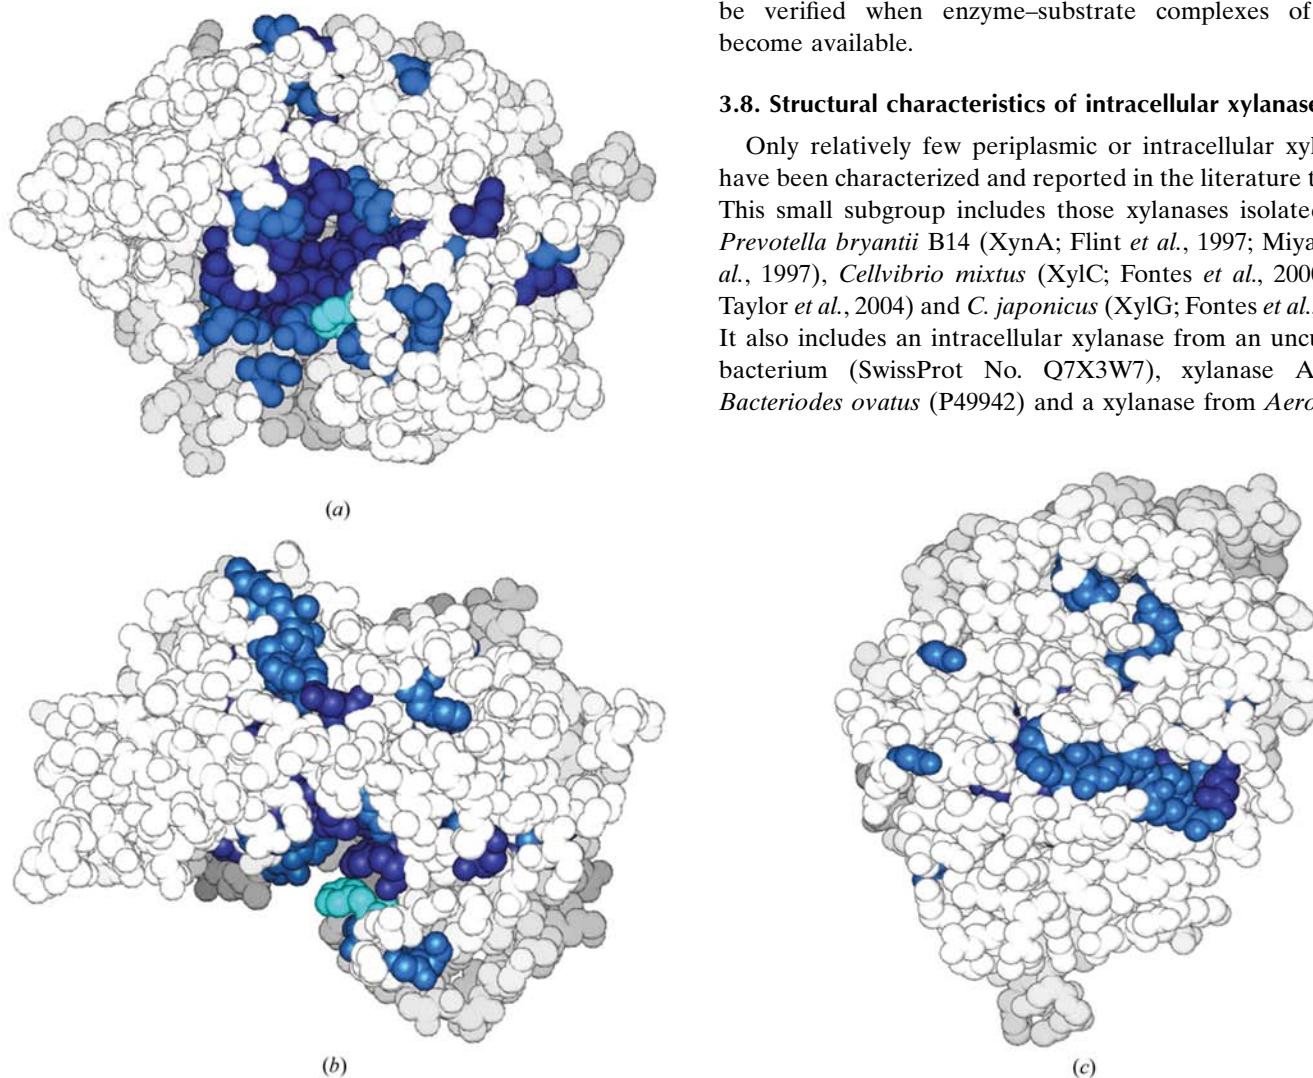 be verified when enzyme–substrate complexes of
become available.
3.8. Structural characteristics of intracellular xylanase
Only relatively few periplasmic or intracellular xyl
have been characterized and reported in the literature t
This small subgroup includes those xylanases isolate
Prevotella bryantii B14 (XynA; Flint et al., 1997; Miya
al., 1997), Cellvibrio mixtus (XylC; Fontes et al., 200
Taylor et al., 2004) and C. japonicus (XylG; Fontes et al.
It also includes an intracellular xylanase from an uncu
bacterium (SwissProt No. Q7X3W7), xylanase A
Bacteriodes ovatus (P49942) and a xylanase from Aero
(a)
(b)
(c)